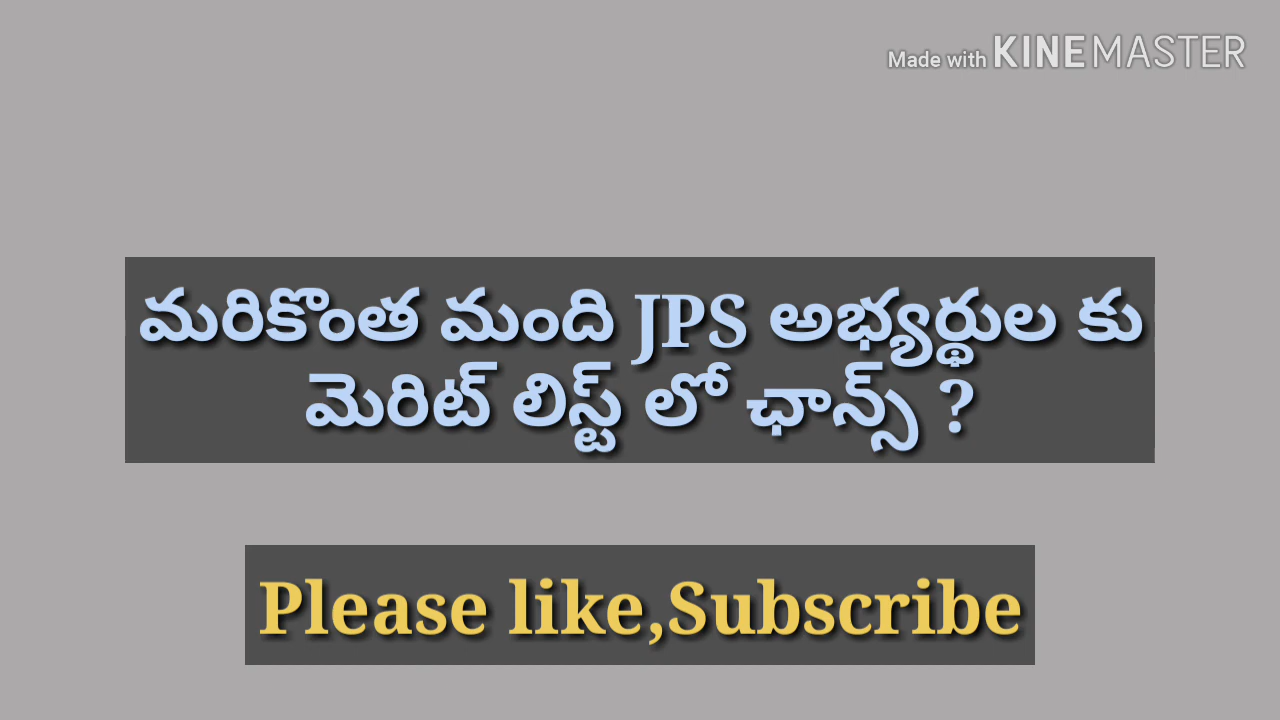 Made with KINEMASTER
మరికొంత మంది JPS అభ్యర్థుల కు
మెరిట్ లిస్ట్ లో ఛాన్స్ ?
Please like,Subscribe